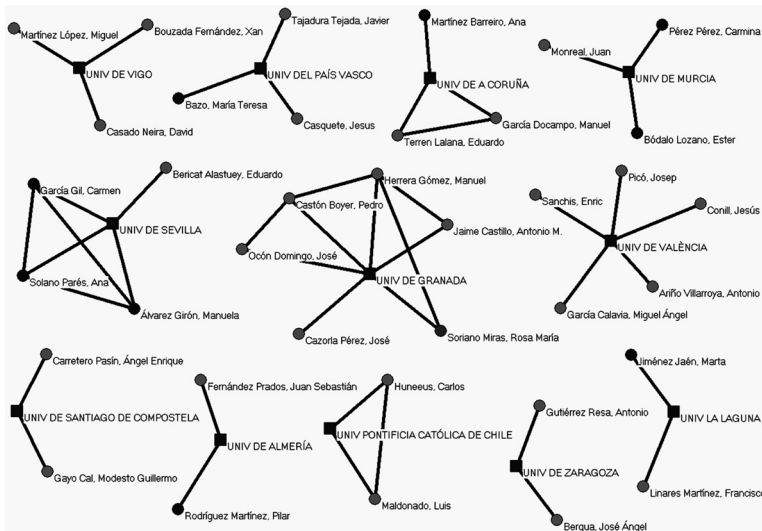 Tajadura Tejada, Javier
Martínez López, Miguel
Bouzada Fernández, Xan
Martínez Barreiro, Ana
Pérez Pérez, Carmina
Monreal, Juan
UNIV DE VIGO
UNIV DEL PAÍS VASCO
UNIV DE A CORUÑA
UNIV DE MURCIA
Bazo, María Teresa
Casado Neira, David
Casquete, Jesus
García Docampo, Manuel
Terren Lalana, Eduardo
Bódalo Lozano, Ester
Bericat Alastuey, Eduardo
Picó, Josep
García Gil, Carmen
Herrera Gómez, Manuel
Sanchis, Enric
Castón Boyer, Pedro
Conill, Jesús
UNIV DE SEVILLA
Jaime Castillo, Antonio M.
UNIV DE VALÈNCIA
Ocón Domingo, José
Solano Parés, Ana
UNIV DE GRANADA
Ariño Villarroya, Antonio
Álvarez Girón, Manuela
García Calavia, Miguel Ángel
Cazorla Pérez, José
Soriano Miras, Rosa María
Carretero Pasín, Ángel Enrique
Jiménez Jaén, Marta
Fernández Prados, Juan Sebastián
Huneeus, Carlos
UNIV DE SANTIAGO DE COMPOSTELA
Gutiérrez Resa, Antonio
UNIV LA LAGUNA
UNIV DE ALMERÍA
UNIV PONTIFICIA CATÓLICA DE CHILE
Gayo Cal, Modesto Guillermo
UNIV DE ZARAGOZA
Maldonado, Luis
Linares Martínez, Francisco
Rodríguez Martínez, Pilar
Bergua, José Ángel